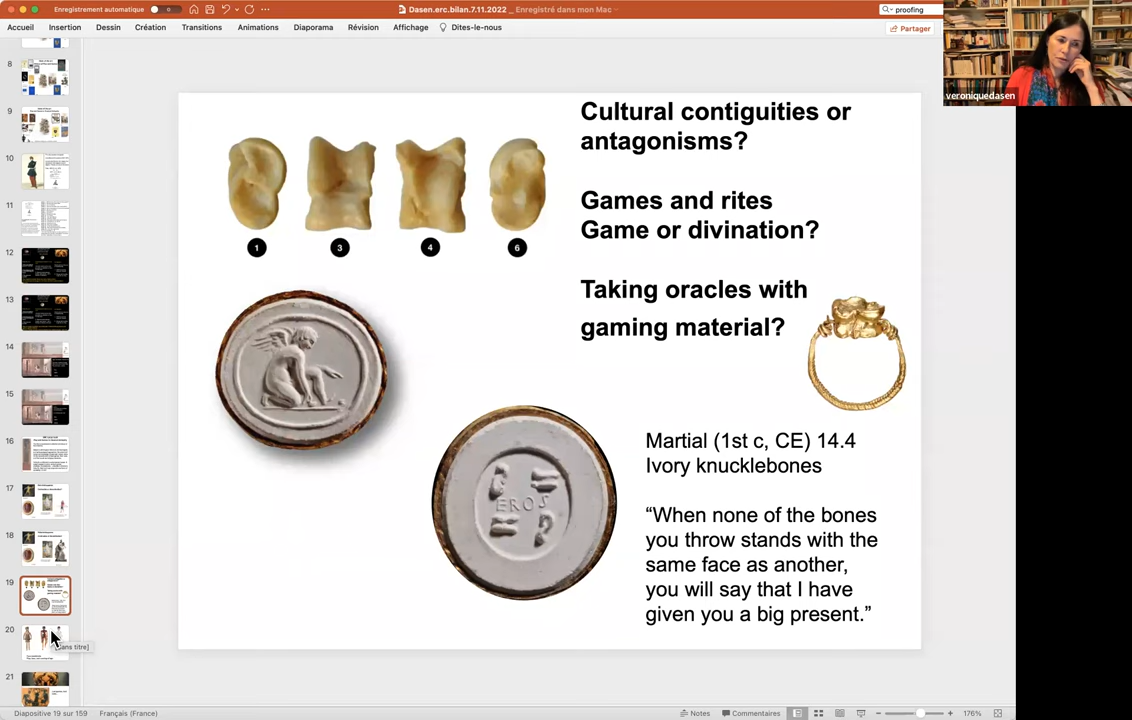 Enregistrement automatique
Dasen.erc.bilan.7.11.2022 _ Enregistré dans mon Mac
proofing
Accueil
Insertion
Dessin
Création
Transitions
Animations
Diaporama
Révision
Affichage
Dites-le-nous
Partager
veroniquedasen
8
9
10
11
12
13
14
15
16
17
18
19
20
21
Cultural contiguities or
antagonisms?
Games and rites
Game or divination?
Taking oracles with
gaming material?
1
3
4
6
EROS
Martial (1st c, CE) 14.4
Ivory knucklebones
“When none of the bones
you throw stands with the
same face as another,
you will say that I have
given you a big present.”
Diapositive 19 sur 159
Français (France)
Notes
Commentaires
176%